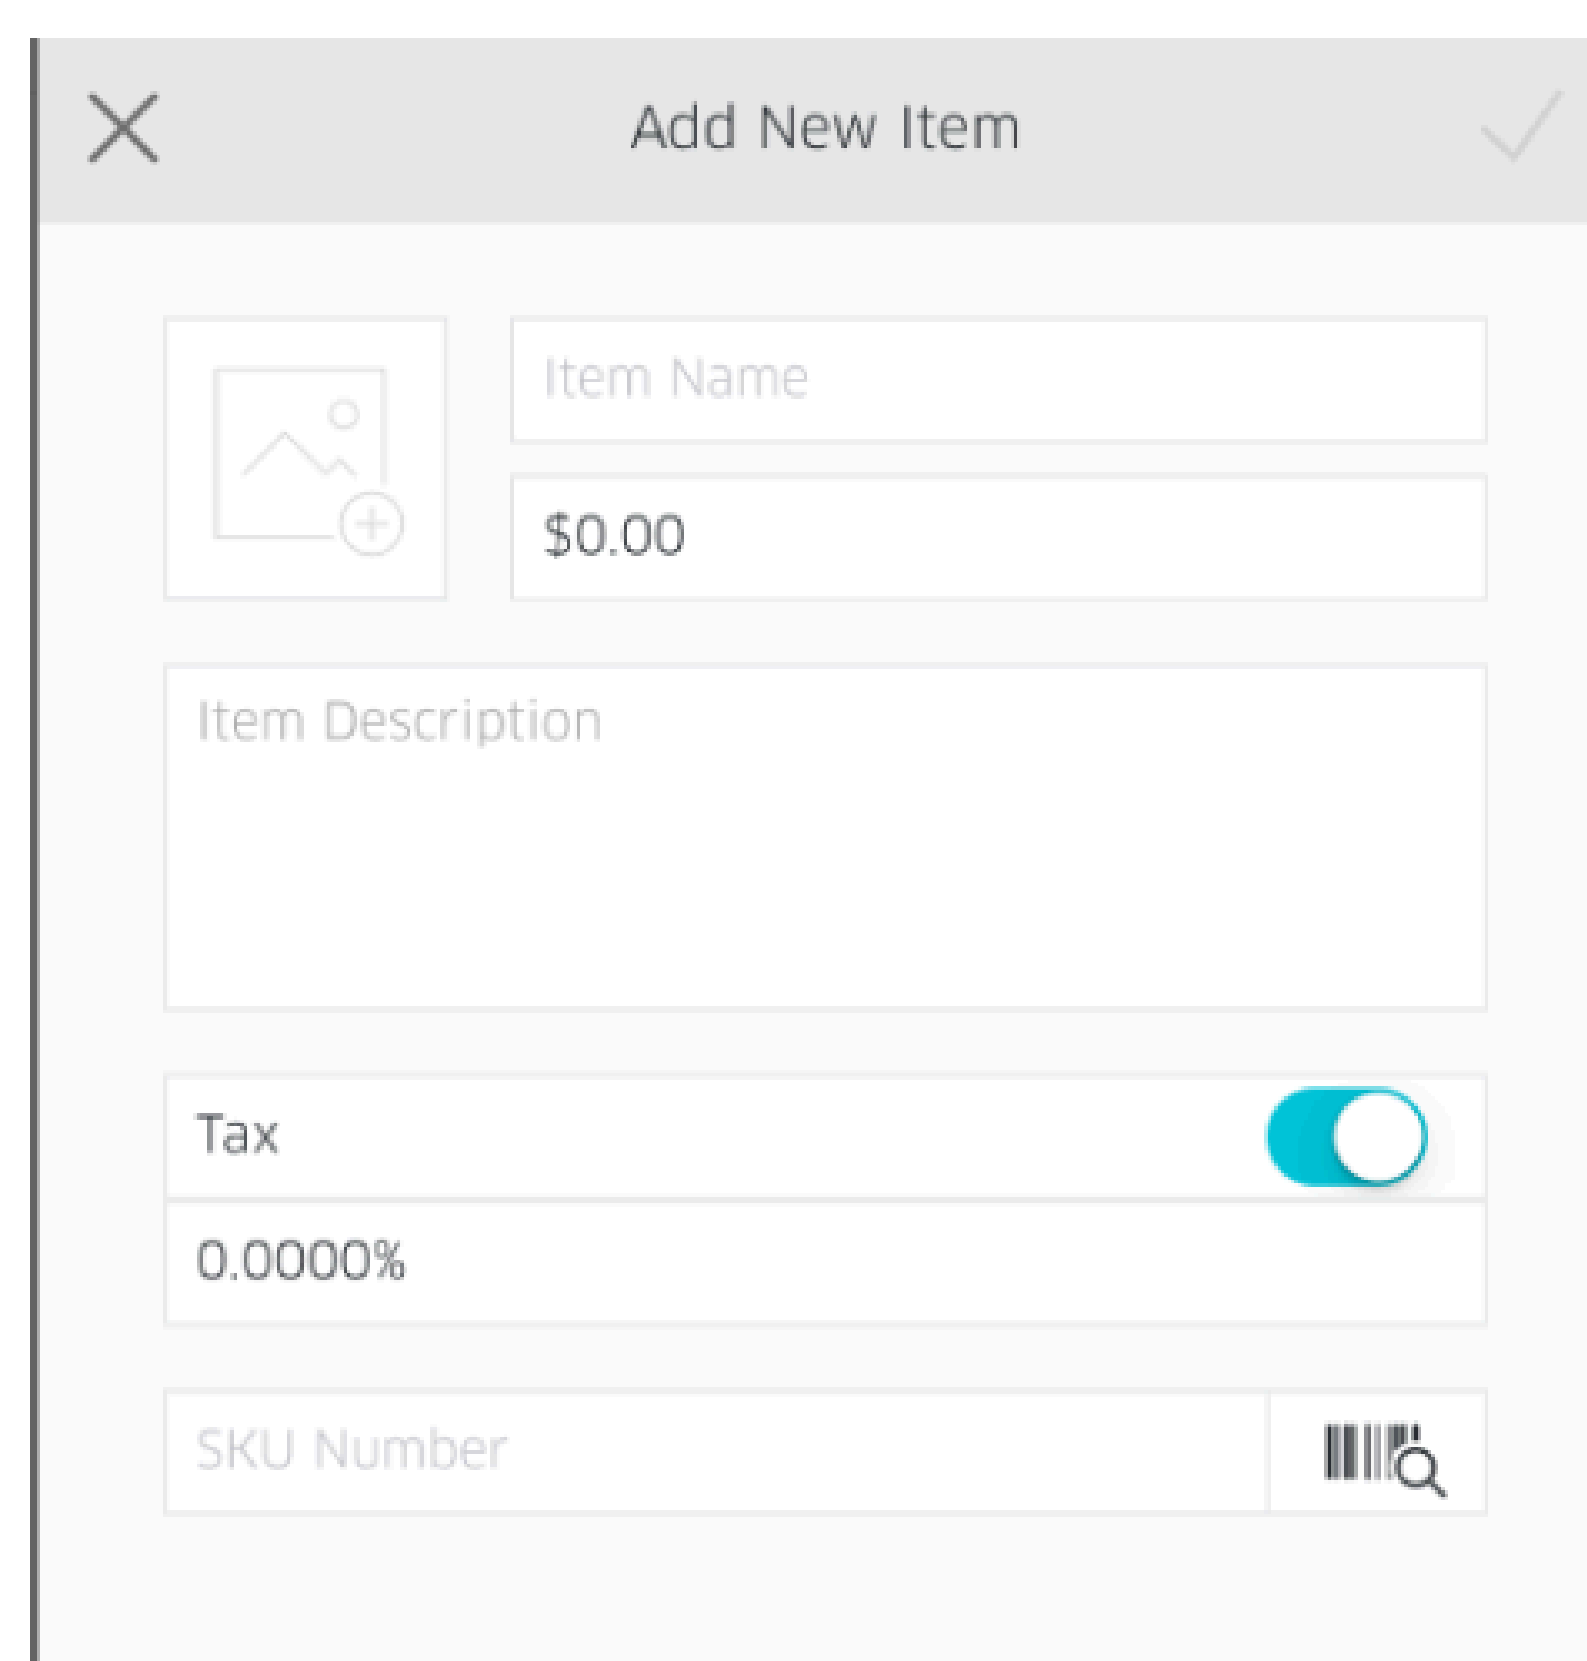 Add New Item
Item Name
$0.00
Item Description
Tax
0.0000%
SKU Number